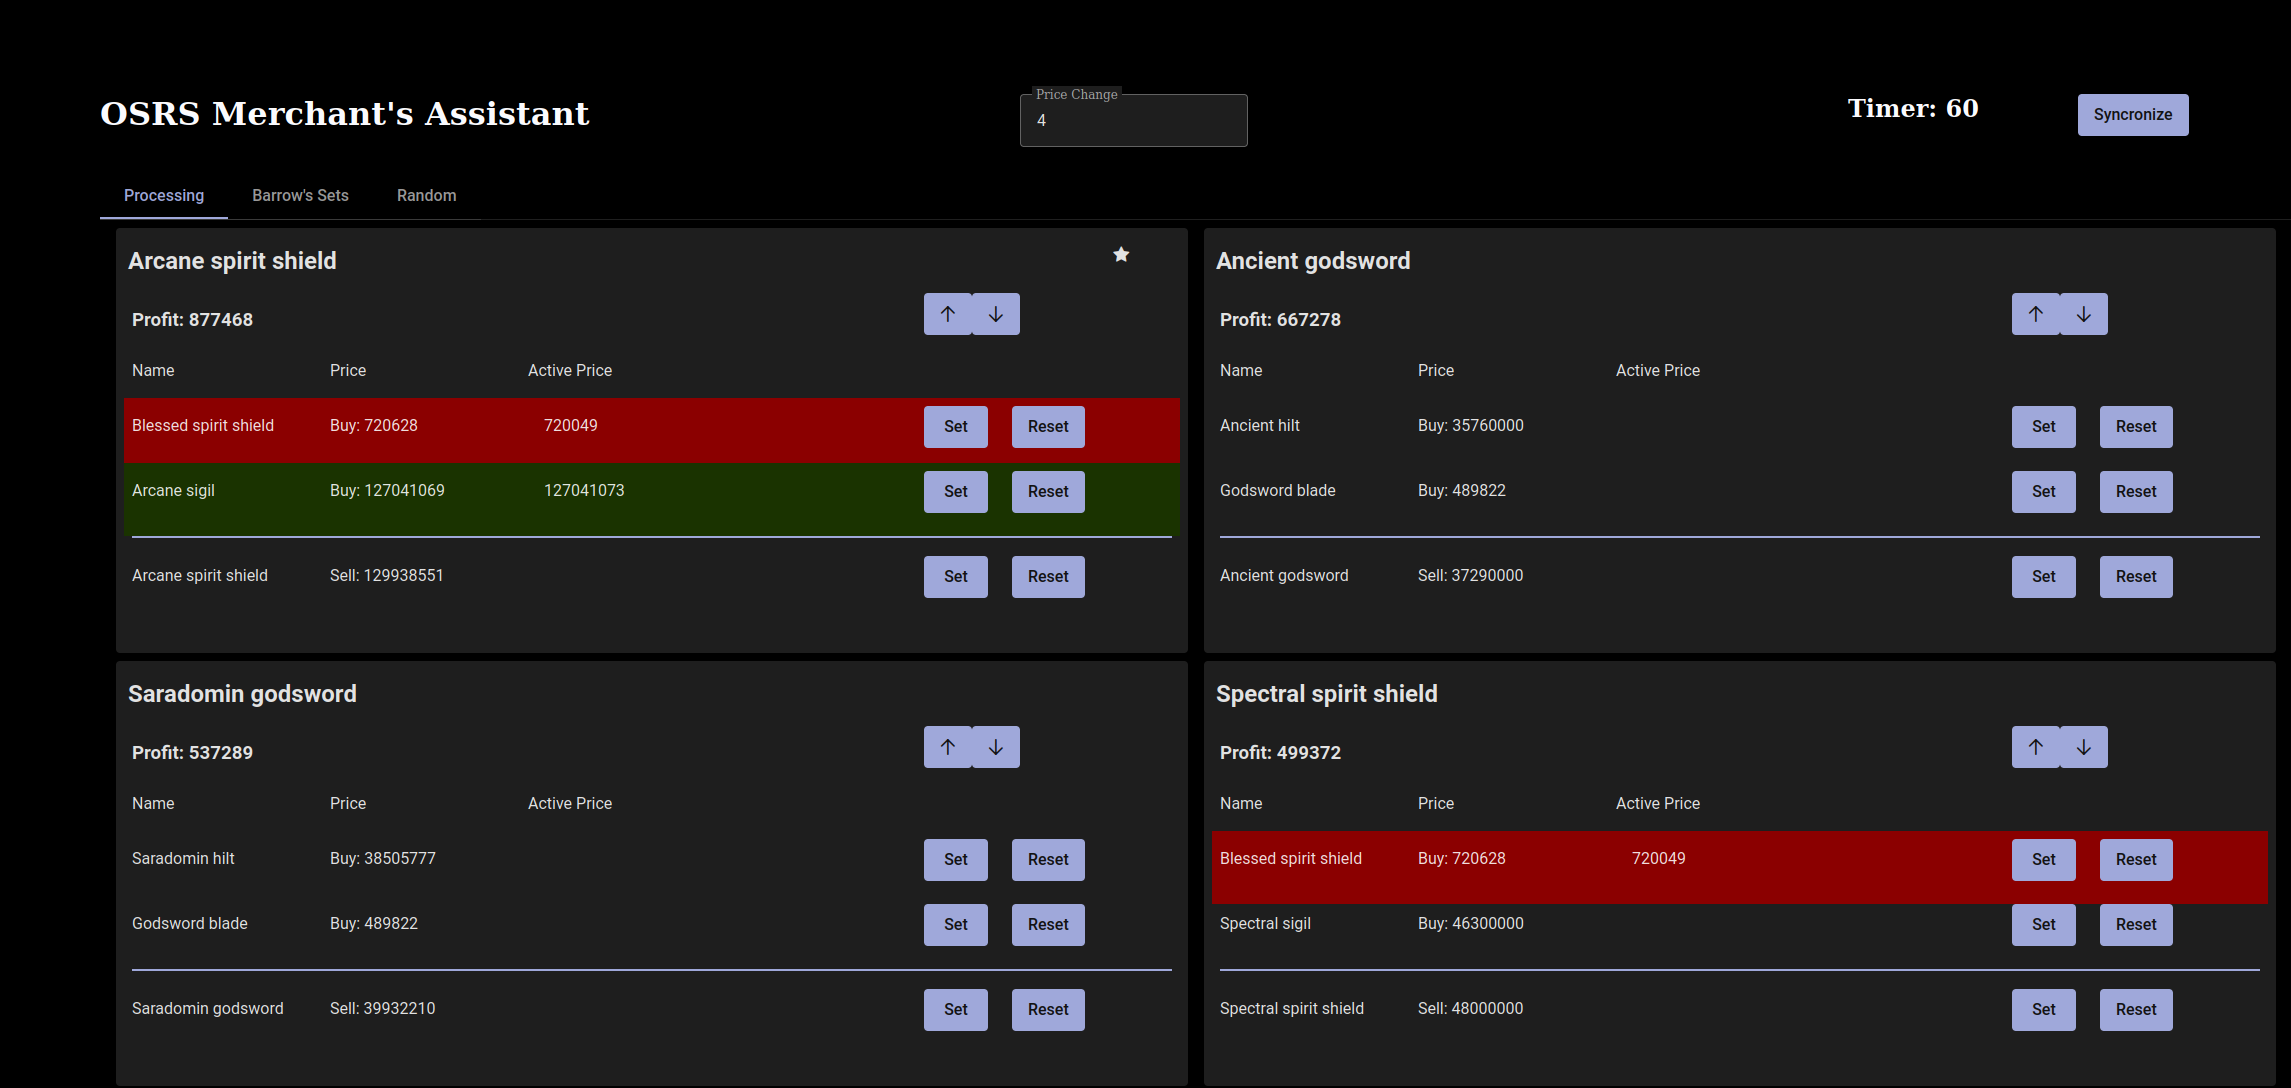 OSRS Merchant's Assistant
Price Change
4
Timer: 60
Syncronize
Processing Barrow's Sets Random
Arcane spirit shield
Profit: 877468
Name Price Active Price
Blessed spirit shield Buy: 720628 720049 Set Reset
Arcane sigil Buy: 127041069 127041073 Set Reset
Arcane spirit shield Sell: 129938551 Set Reset
Ancient godsword
Profit: 667278
Name Price Active Price
Ancient hilt Buy: 35760000 Set Reset
Godsword blade Buy: 489822 Set Reset
Ancient godsword Sell: 37290000 Set Reset
Saradomin godsword
Profit: 537289
Name Price Active Price
Saradomin hilt Buy: 38505777 Set Reset
Godsword blade Buy: 489822 Set Reset
Saradomin godsword Sell: 39932210 Set Reset
Spectral spirit shield
Profit: 499372
Name Price Active Price
Blessed spirit shield Buy: 720628 720049 Set Reset
Spectral sigil Buy: 46300000 Set Reset
Spectral spirit shield Sell: 48000000 Set Reset